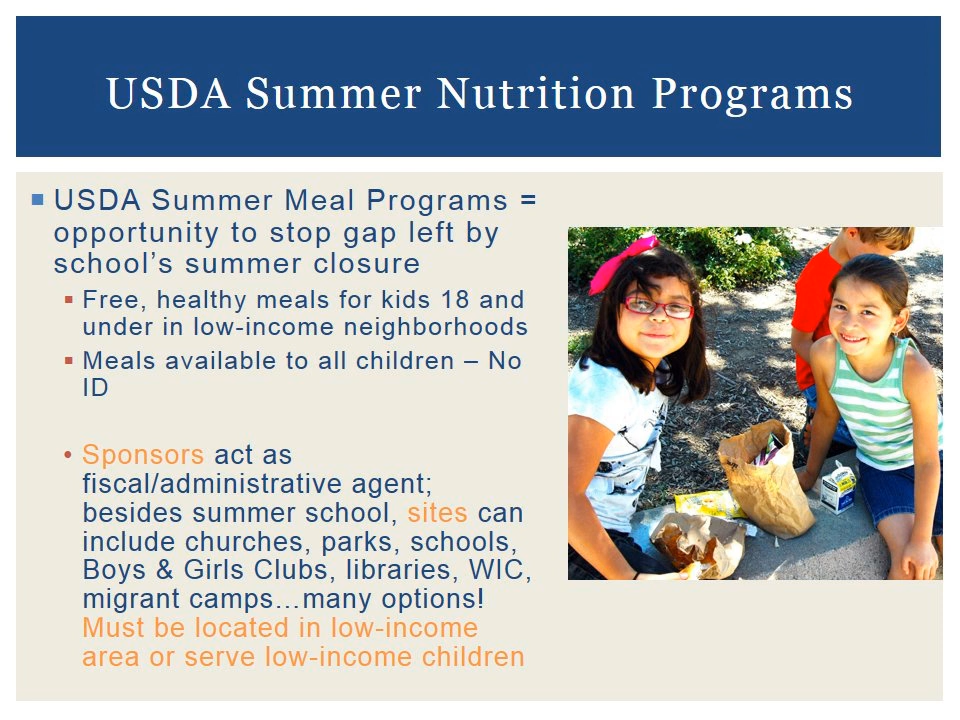 USDA Summer Nutrition Programs
▪ USDA Summer Meal Programs =
opportunity to stop gap left by
school's summer closure
▪ Free, healthy meals for kids 18 and
under in low-income neighborhoods
▪ Meals available to all children – No
ID
• Sponsors act as
fiscal/administrative agent;
besides summer school, sites can
include churches, parks, schools,
Boys & Girls Clubs, libraries, WIC,
migrant camps…many options!
Must be located in low-income
area or serve low-income children